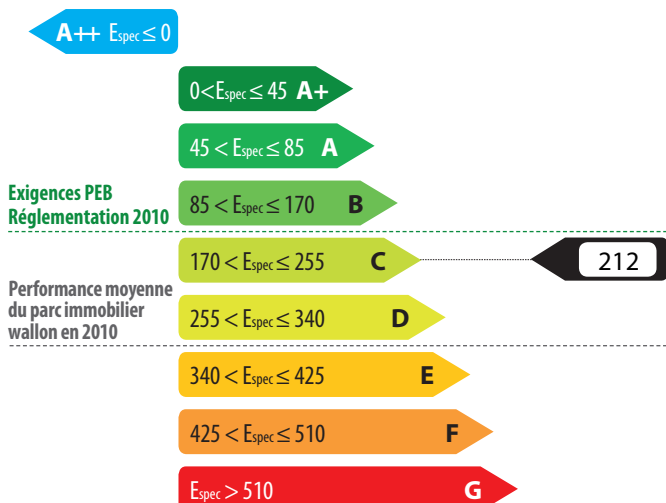 A++ Espec ≤ 0
0<Espec ≤ 45 A+
45 < Espec ≤ 85 A
Exigences PEB
Réglementation 2010
85 < Espec ≤ 170 B
170 < Espec ≤ 255 C
212
Performance moyenne
du parc immobilier
wallon en 2010
255 < Espec ≤ 340 D
340 < Espec ≤ 425 E
425 < Espec ≤ 510 F
Espec > 510 G